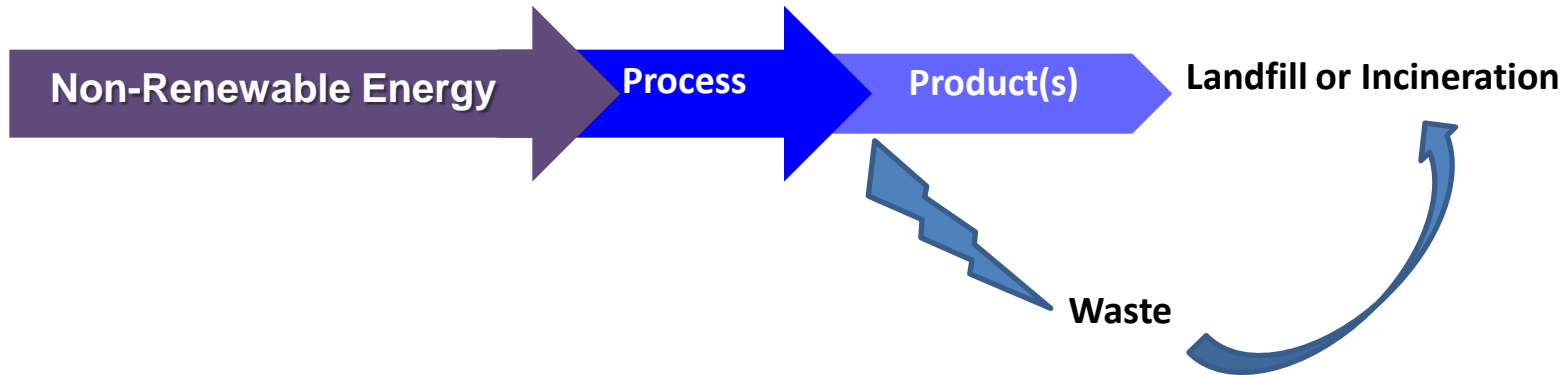 Non-Renewable Energy
Process
Product(s)
Landfill or Incineration
Waste